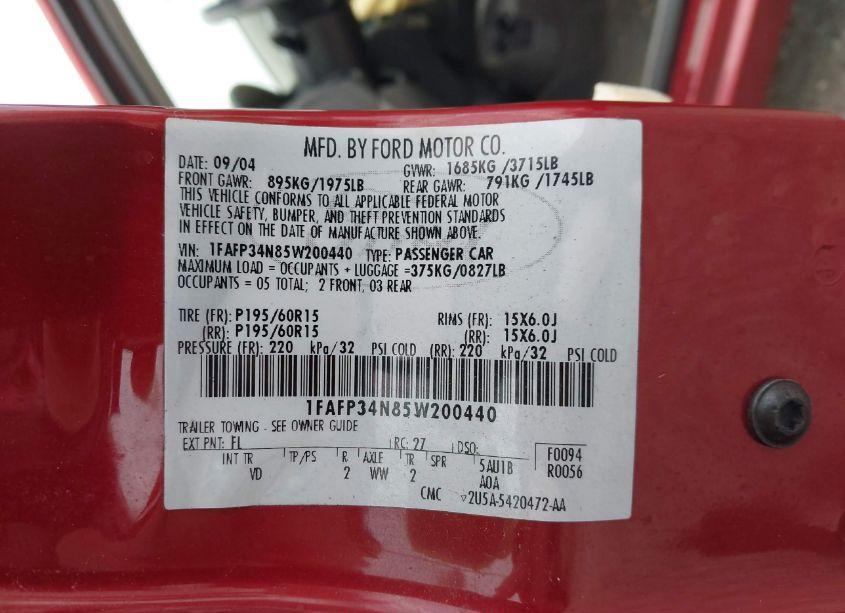 MFD. BY FORD MOTOR CO.
DATE: 09/04 GVWR: 1685KG /3715LB
FRONT GAWR: 895KG/1975LB REAR GAWR: 791KG /1745LB
THIS VEHICLE CONFORMS TO ALL APPLICABLE FEDERAL MOTOR
VEHICLE SAFETY, BUMPER, AND THEFT PREVENTION STANDARDS
IN EFFECT ON THE DATE OF MANUFACTURE SHOWN ABOVE.
VIN: 1FAFP34N85W200440 TYPE: PASSENGER CAR
MAXIMUM LOAD = OCCUPANTS + LUGGAGE =375KG/0827LB
OCCUPANTS = 05 TOTAL; 2 FRONT, 03 REAR
TIRE (FR): P195/60R15 RIMS (FR): 15X6.0J
(RR): P195/60R15 (RR): 15X6.0J
PRESSURE (FR): 220 kPa/32 PSI COLD (RR): 220 kPa/32 PSI COLD
1FAFP34N85W200440
TRAILER TOWING - SEE OWNER GUIDE
EXT PNT: FL RC: 27 DSO: F0094
INT TR TP/PS R AXLE TR SPR 5AU1B R0056
VD 2 WW 2 A0A
CMC ▽2U5A-5420472-AA